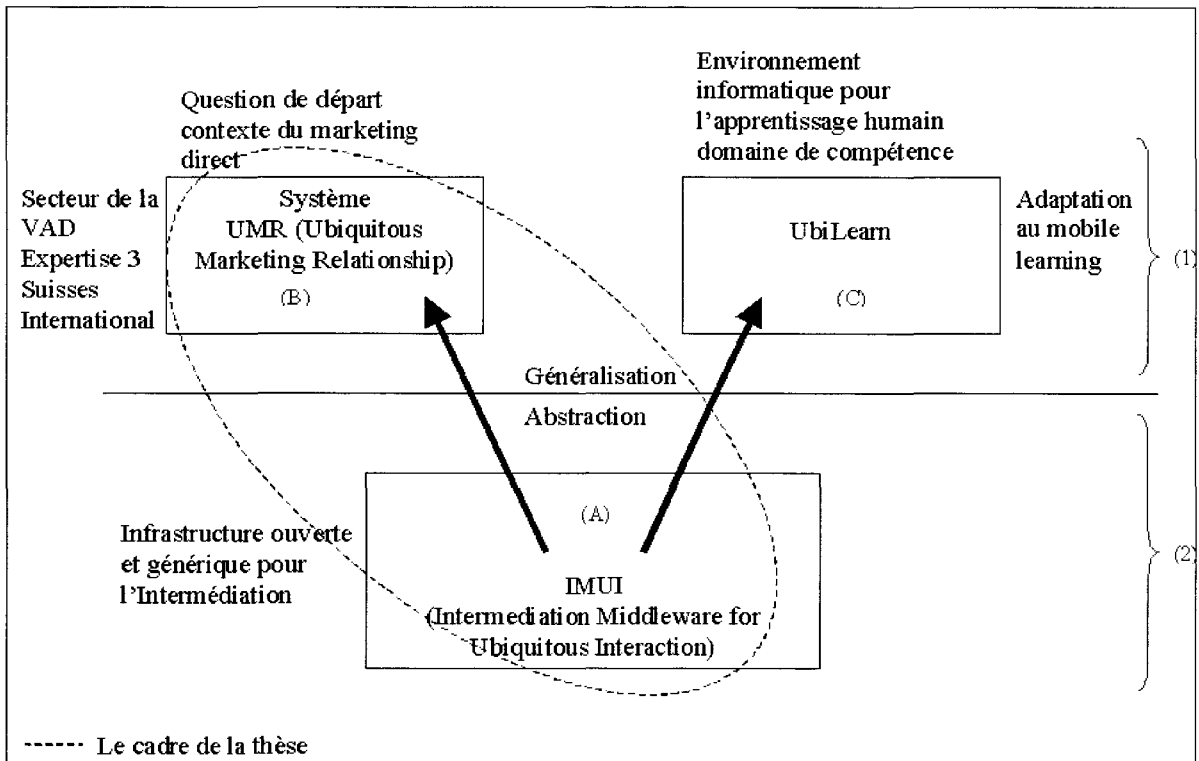 Question de départ
contexte du marketing
direct
Environnement
informatique pour
l'apprentissage humain
domaine de compétence
Secteur de la
VAD
Expertise 3
Suisses
International
Système
UMR (Ubiquitous
Marketing Relationship)
(B)
UbiLearn
(C)
Adaptation
au mobile
learning
(1)
Généralisation
Abstraction
Infrastructure ouverte
et générique pour
l'Intermédiation
(A)
IMUI
(Intermediation Middleware for
Ubiquitous Interaction)
(2)
Le cadre de la thèse